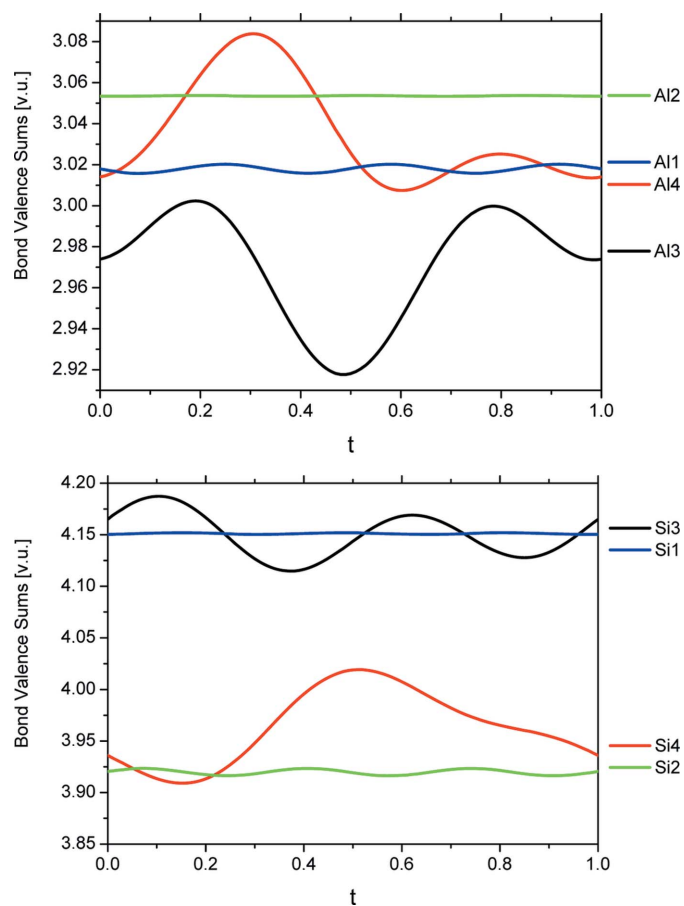 3.08
3.06
3.04
3.02
3.00
2.98
2.96
2.94
2.92
Bond Valence Sums [v.u.]
Al2
Al1
Al4
Al3
0.0 0.2 0.4 0.6 0.8 1.0
t
4.20
4.15
4.10
4.05
4.00
3.95
3.90
3.85
Bond Valence Sums [v.u.]
Si3
Si1
Si4
Si2
0.0 0.2 0.4 0.6 0.8 1.0
t